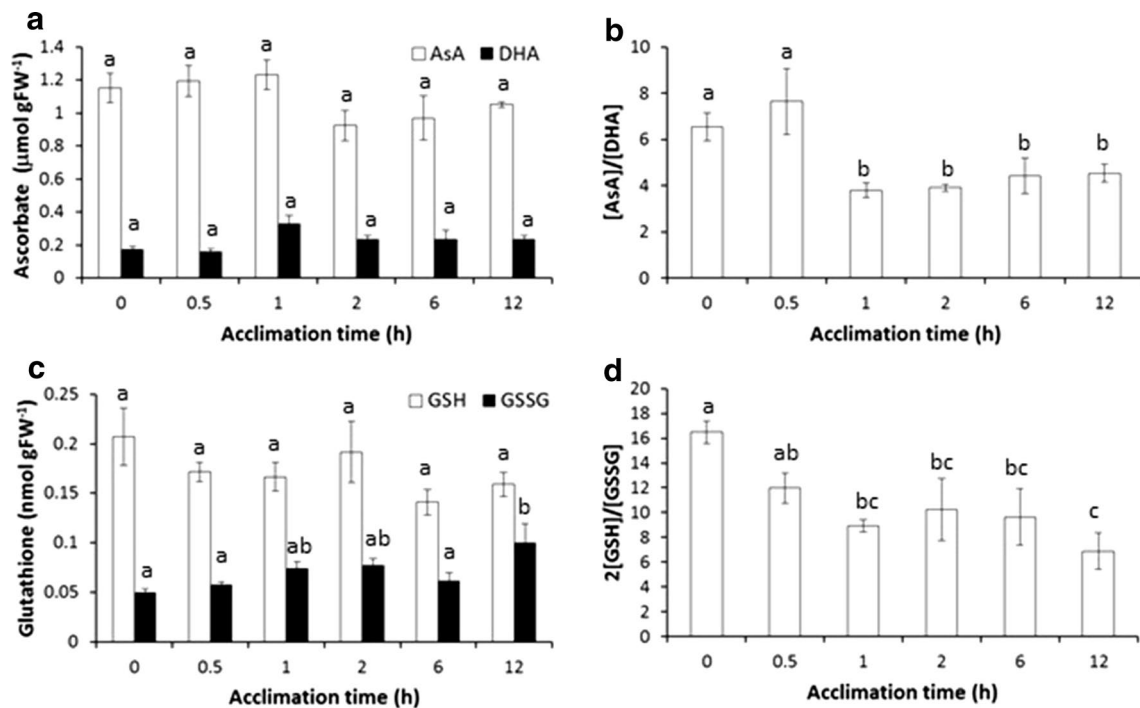 a
1.4
1.2
1
0.8
0.6
0.4
0.2
0
Ascorbate (µmol gFW-1)
AsA DHA
a a a a a a
a a a a a a
0 0.5 1 2 6 12
Acclimation time (h)
b
10
8
6
4
2
0
[AsA]/[DHA]
a a b b b b
0 0.5 1 2 6 12
Acclimation time (h)
c
0.25
0.2
0.15
0.1
0.05
0
Glutathione (nmol gFW-1)
GSH GSSG
a a a a a a
a a ab ab a b
0 0.5 1 2 6 12
Acclimation time (h)
d
20
18
16
14
12
10
8
6
4
2
0
2[GSH]/[GSSG]
a ab bc bc bc c
0 0.5 1 2 6 12
Acclimation time (h)